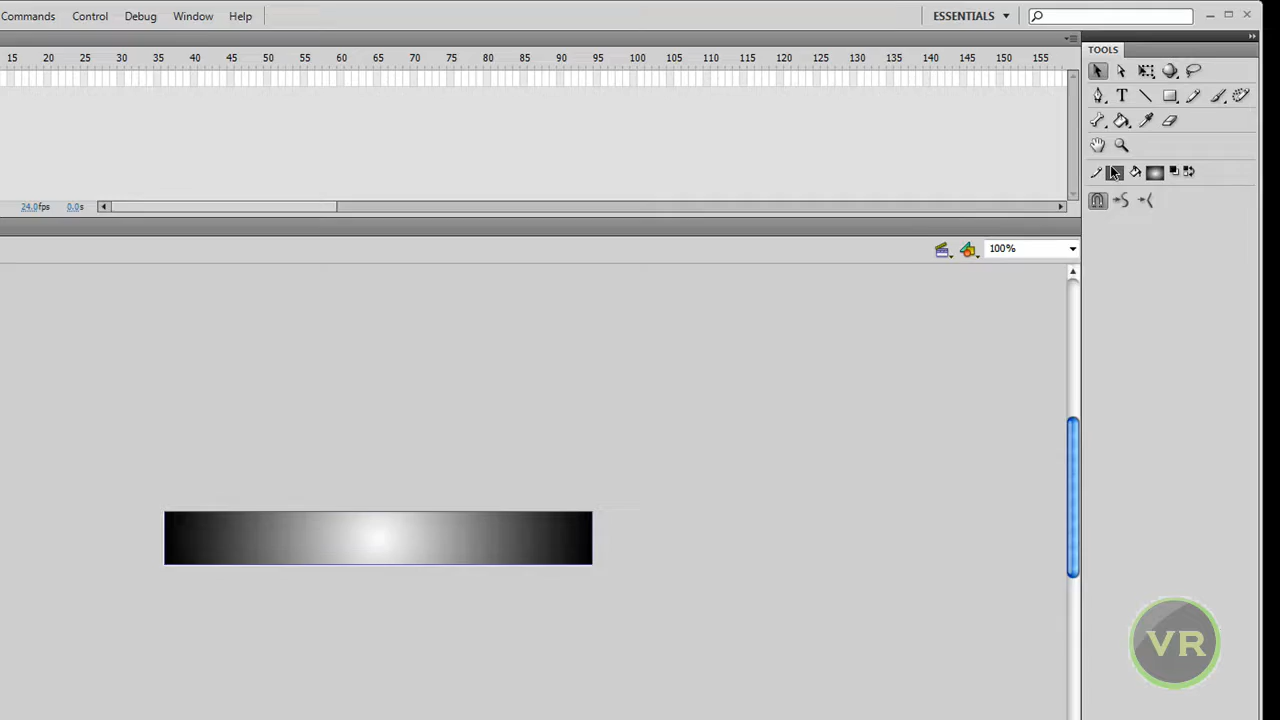 Commands Control Debug Window Help ESSENTIALS
TOOLS
15 20 25 30 35 40 45 50 55 60 65 70 75 80 85 90 95 100 105 110 115 120 125 130 135 140 145 150 155
T
24.0fps 0.0s
100%
VR